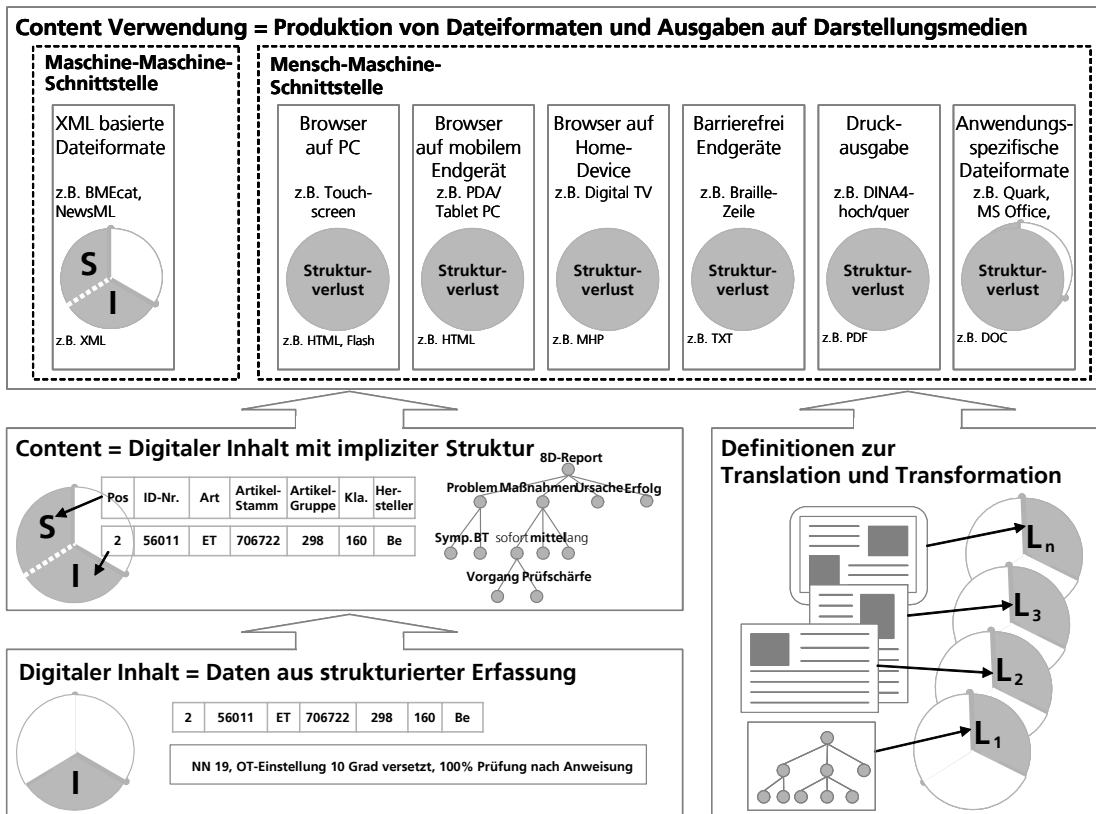 Content Verwendung = Produktion von Dateiformaten und Ausgaben auf Darstellungsmedien
Maschine-Maschine-
Schnittstelle
XML basierte
Dateiformate
z.B. BMEcat,
NewsML
S
I
z.B. XML
Mensch-Maschine-
Schnittstelle
Browser
auf PC
z.B. Touch-
screen
Struktur-
verlust
z.B. HTML, Flash
Browser
auf mobilem
Endgerät
z.B. PDA/
Tablet PC
Struktur-
verlust
z.B. HTML
Browser auf
Home-
Device
z.B. Digital TV
Struktur-
verlust
z.B. MHP
Barrierefrei
Endgeräte
z.B. Braille-
Zeile
Struktur-
verlust
z.B. TXT
Druck-
ausgabe
z.B. DINA4-
hoch/quer
Struktur-
verlust
z.B. PDF
Anwendungs-
spezifische
Dateiformate
z.B. Quark,
MS Office,
Struktur-
verlust
z.B. DOC
Content = Digitaler Inhalt mit impliziter Struktur
S
I
Pos ID-Nr. Art Artikel-Stamm Artikel-Gruppe Kla. Her-steller
2 56011 ET 706722 298 160 Be
8D-Report
Problem Maßnahmen Ursache Erfolg
Symp. BT sofort mittel lang
Vorgang Prüfschärfe
Digitaler Inhalt = Daten aus strukturierter Erfassung
I
2 56011 ET 706722 298 160 Be
NN 19, OT-Einstellung 10 Grad versetzt, 100% Prüfung nach Anweisung
Definitionen zur
Translation und Transformation
Ln
L3
L2
L1